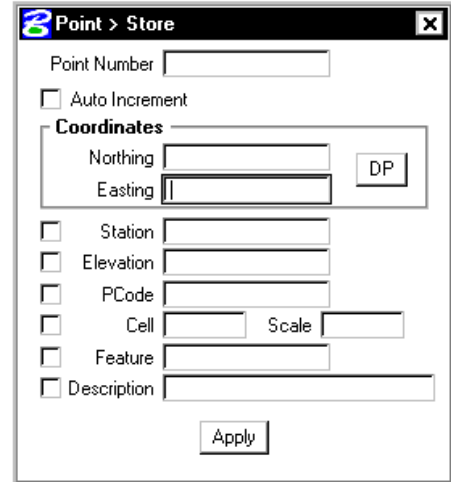 Point > Store
Point Number
Auto Increment
Coordinates
Northing
DP
Easting
Station
Elevation
PCode
Cell Scale
Feature
Description
Apply